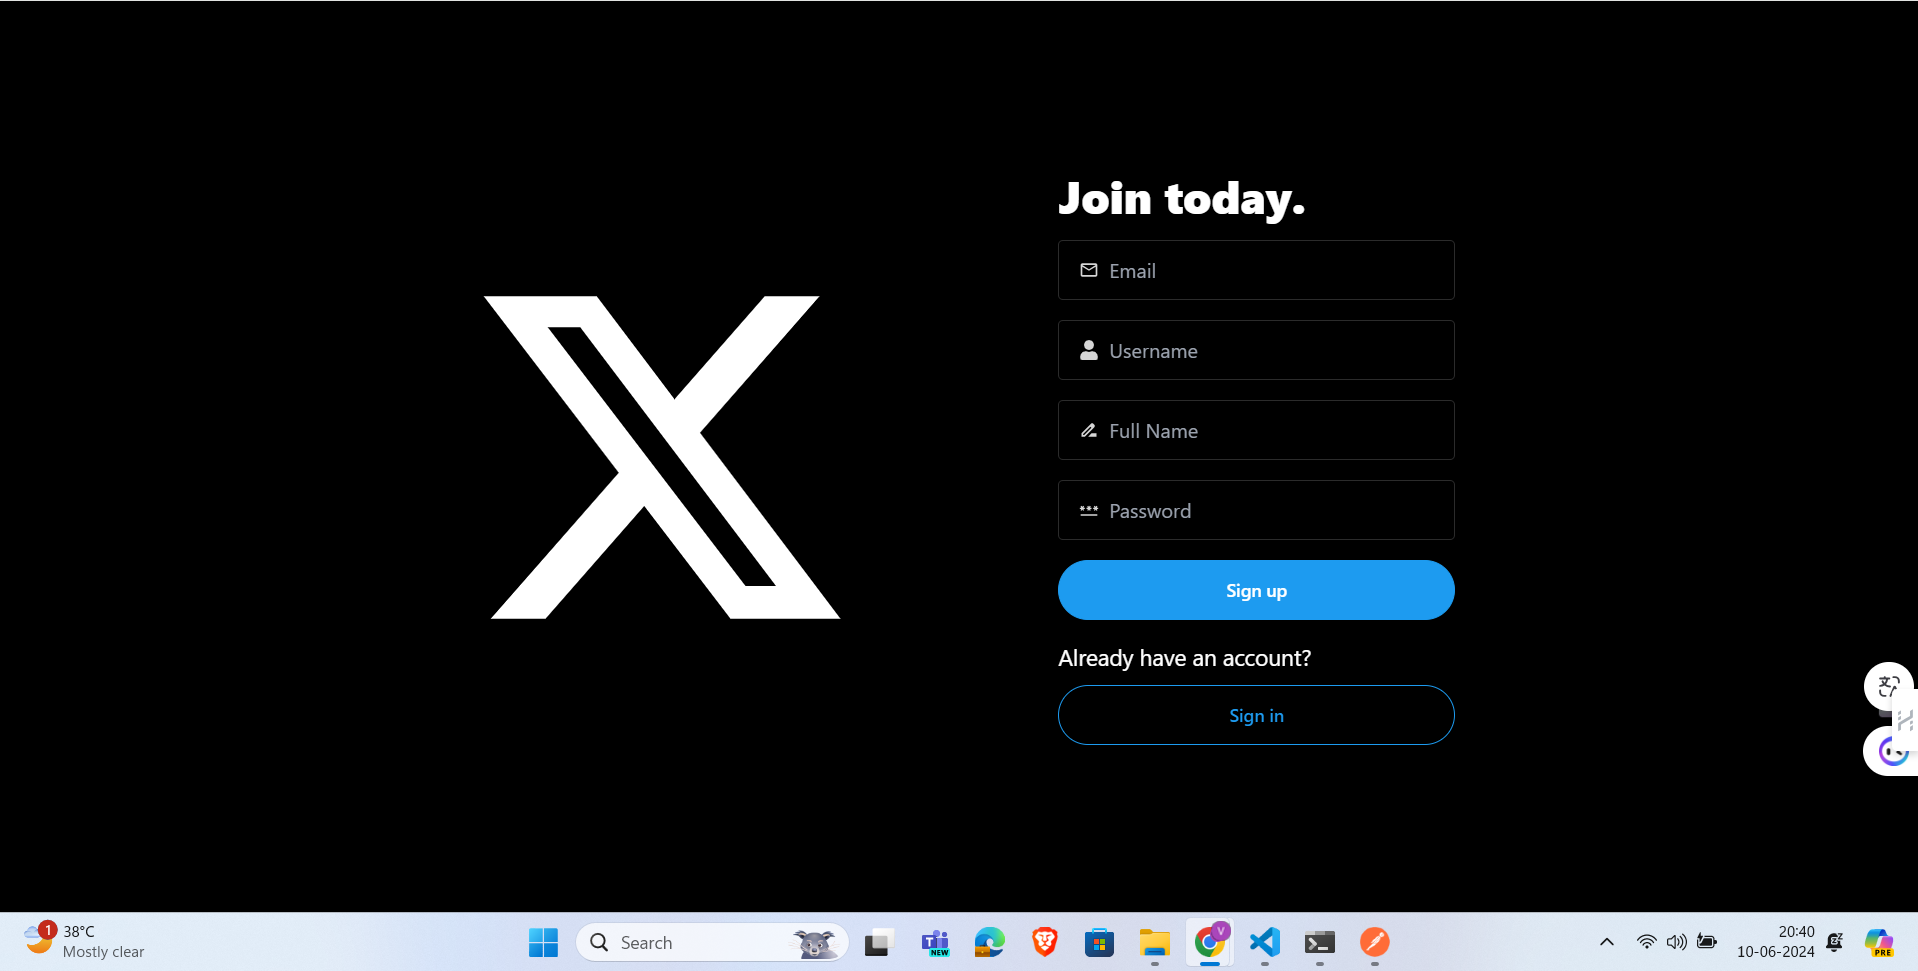 Join today.
Email
Username
Full Name
Password
Sign up
Already have an account?
Sign in
1
38°C
Mostly clear
Search
NEW
V
20:40
10-06-2024
PRE